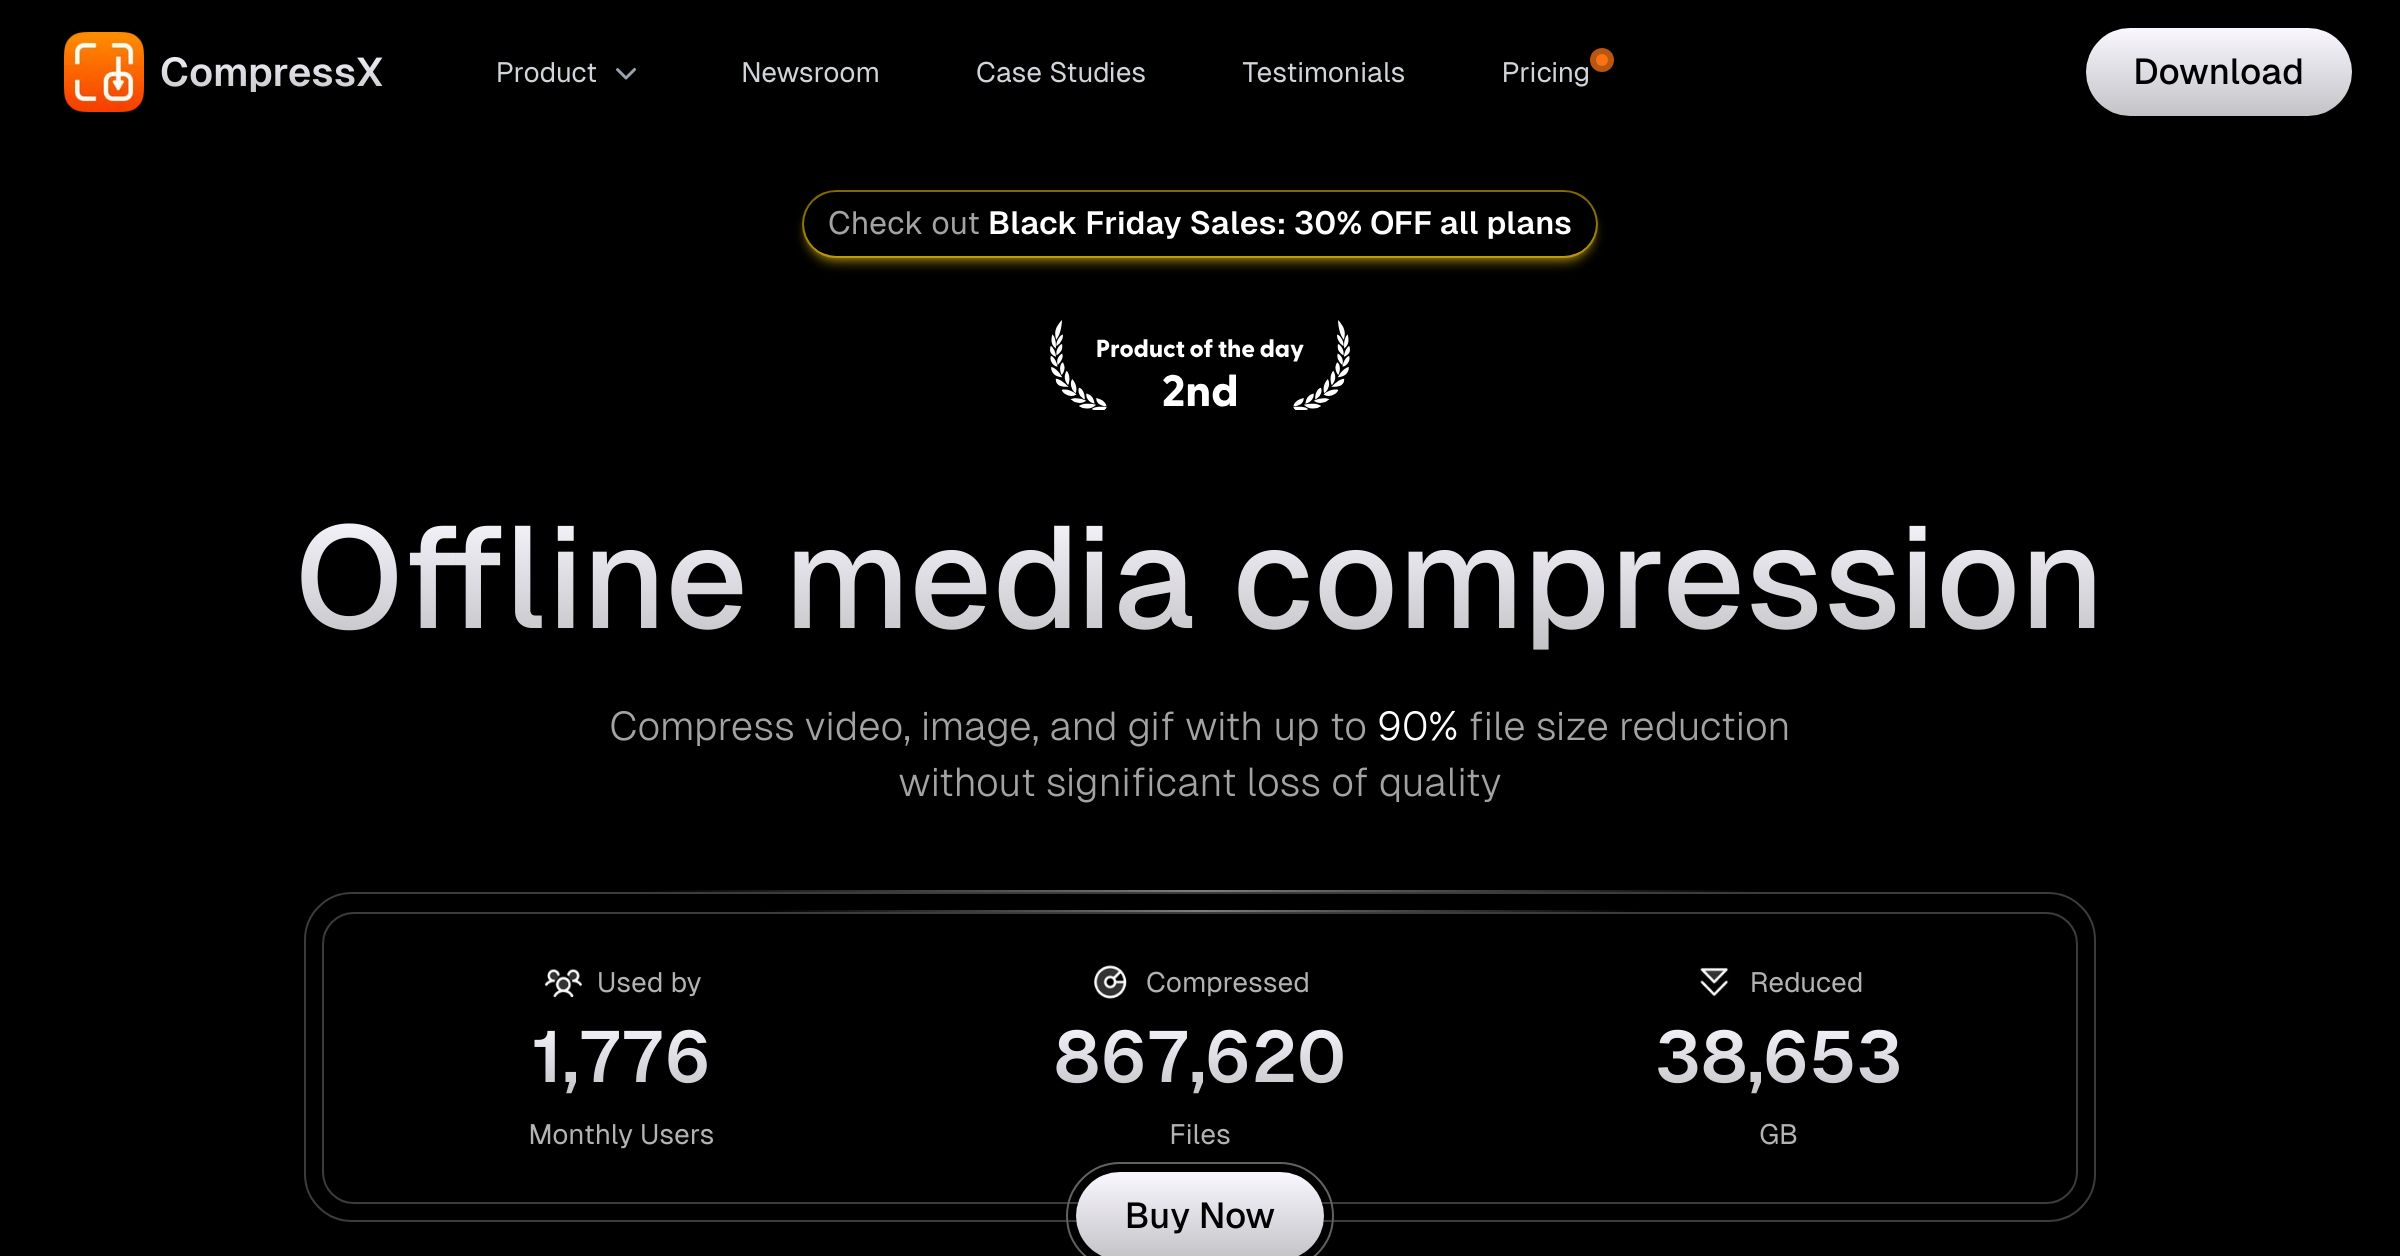 CompressX
Product
Newsroom
Case Studies
Testimonials
Pricing
Download
Check out Black Friday Sales: 30% OFF all plans
Product of the day
2nd
Offline media compression
Compress video, image, and gif with up to 90% file size reduction
without significant loss of quality
Used by
1,776
Monthly Users
Compressed
867,620
Files
Reduced
38,653
GB
Buy Now